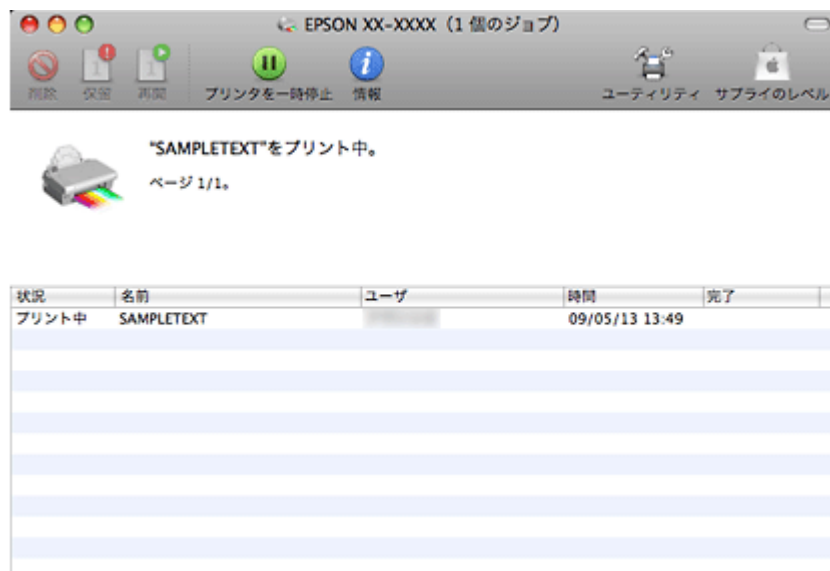 EPSON XX-XXXX（1 個のジョブ）
削除 保留 再開 プリンタを一時停止 情報 ユーティリティ サプライのレベル
"SAMPLETEXT"をプリント中。
ページ 1/1。
状況 名前 ユーザ 時間 完了
プリント中 SAMPLETEXT 09/05/13 13:49